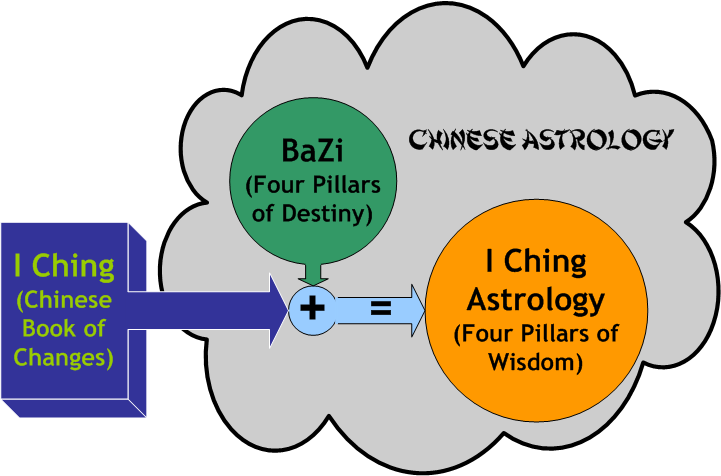 CHINESE ASTROLOGY
BaZi
(Four Pillars
of Destiny)
I Ching
(Chinese
Book of
Changes)
+
=
I Ching
Astrology
(Four Pillars of
Wisdom)